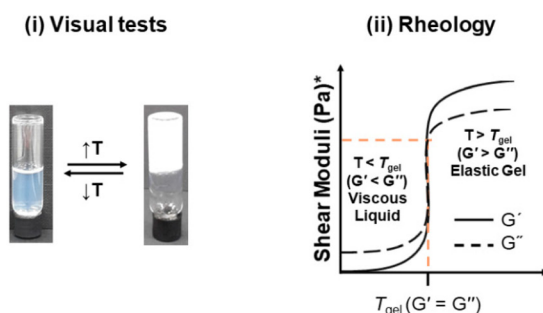 (i) Visual tests
↑T
↓T
(ii) Rheology
Shear Moduli (Pa)*
T < Tgel
(G′ < G″)
Viscous
Liquid
T> Tgel
(G′ > G″)
Elastic Gel
G′
G″
Tgel (G′ = G″)